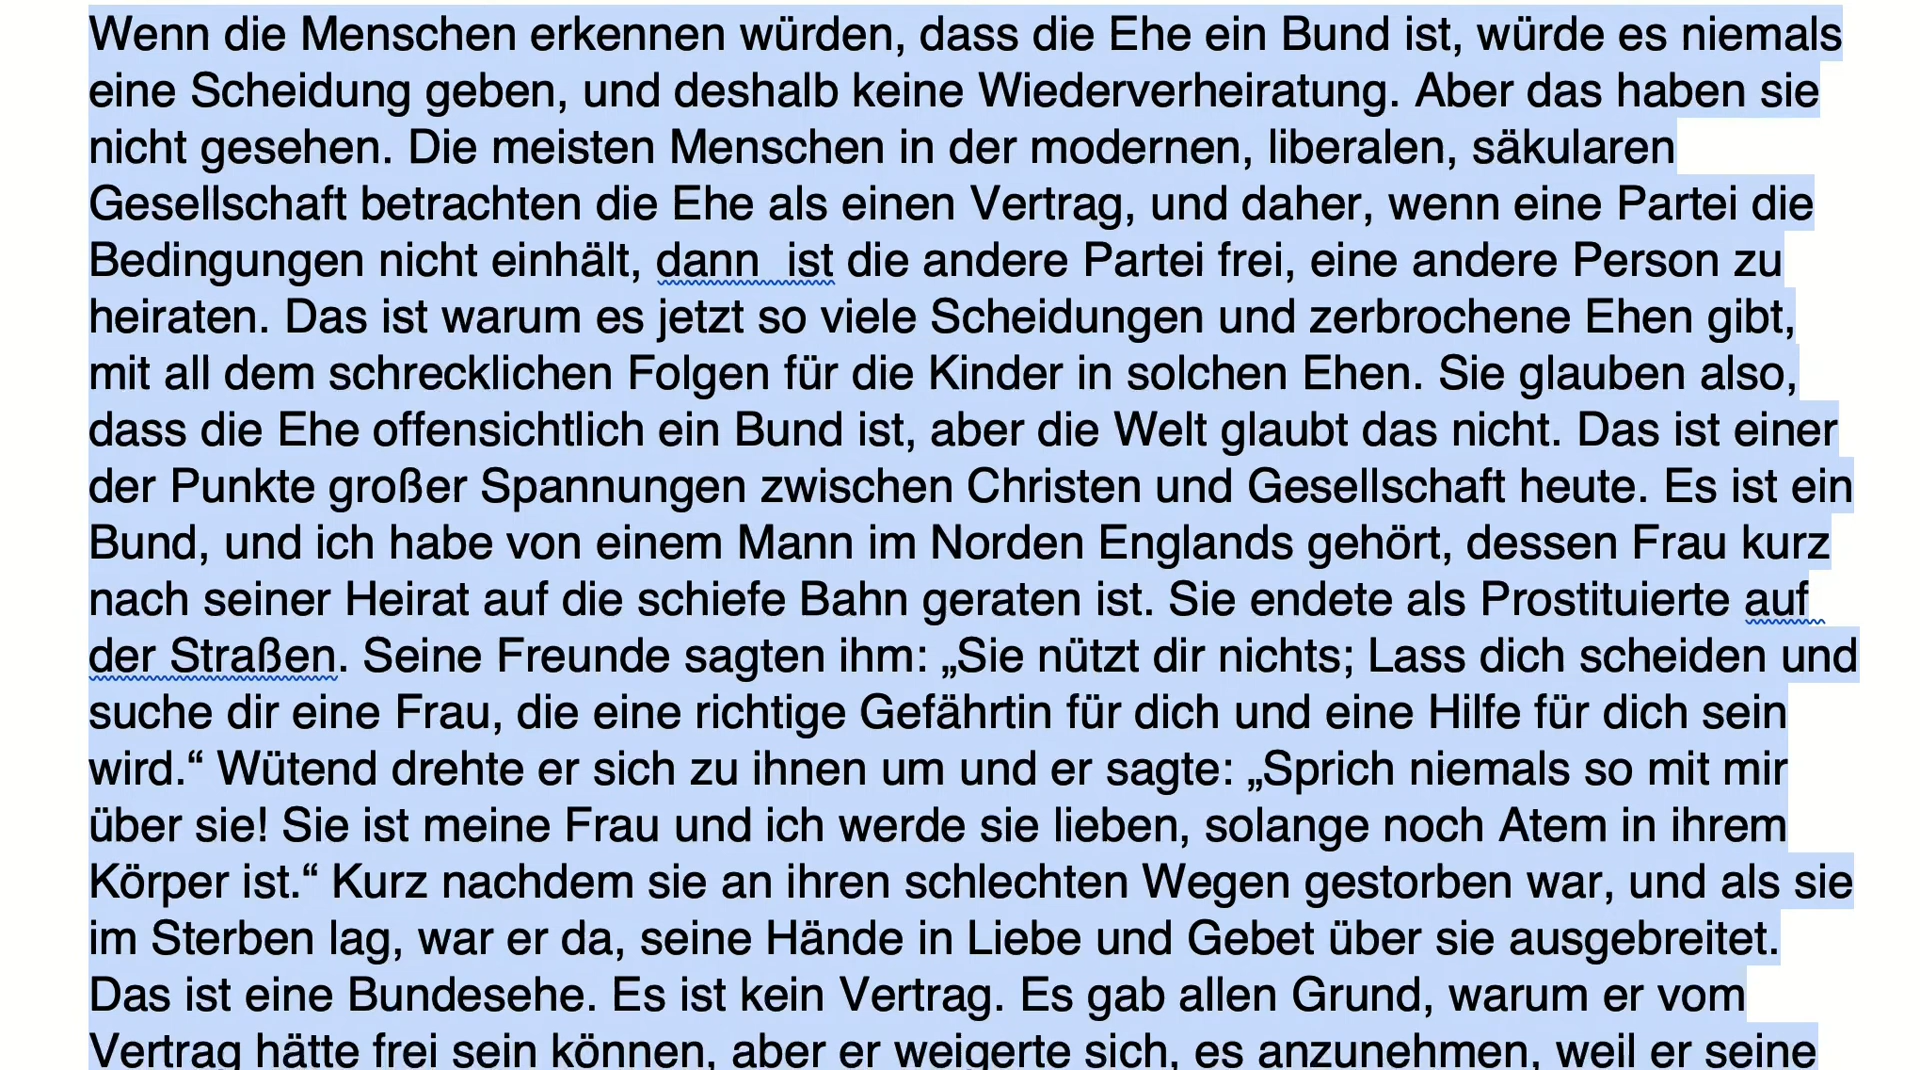 Wenn die Menschen erkennen würden, dass die Ehe ein Bund ist, würde es niemals
eine Scheidung geben, und deshalb keine Wiederverheiratung. Aber das haben sie
nicht gesehen. Die meisten Menschen in der modernen, liberalen, säkularen
Gesellschaft betrachten die Ehe als einen Vertrag, und daher, wenn eine Partei die
Bedingungen nicht einhält, dann  ist die andere Partei frei, eine andere Person zu
heiraten. Das ist warum es jetzt so viele Scheidungen und zerbrochene Ehen gibt,
mit all dem schrecklichen Folgen für die Kinder in solchen Ehen. Sie glauben also,
dass die Ehe offensichtlich ein Bund ist, aber die Welt glaubt das nicht. Das ist einer
der Punkte großer Spannungen zwischen Christen und Gesellschaft heute. Es ist ein
Bund, und ich habe von einem Mann im Norden Englands gehört, dessen Frau kurz
nach seiner Heirat auf die schiefe Bahn geraten ist. Sie endete als Prostituierte auf
der Straßen. Seine Freunde sagten ihm: „Sie nützt dir nichts; Lass dich scheiden und
suche dir eine Frau, die eine richtige Gefährtin für dich und eine Hilfe für dich sein
wird.“ Wütend drehte er sich zu ihnen um und er sagte: „Sprich niemals so mit mir
über sie! Sie ist meine Frau und ich werde sie lieben, solange noch Atem in ihrem
Körper ist.“ Kurz nachdem sie an ihren schlechten Wegen gestorben war, und als sie
im Sterben lag, war er da, seine Hände in Liebe und Gebet über sie ausgebreitet.
Das ist eine Bundesehe. Es ist kein Vertrag. Es gab allen Grund, warum er vom
Vertrag hätte frei sein können, aber er weigerte sich, es anzunehmen, weil er seine